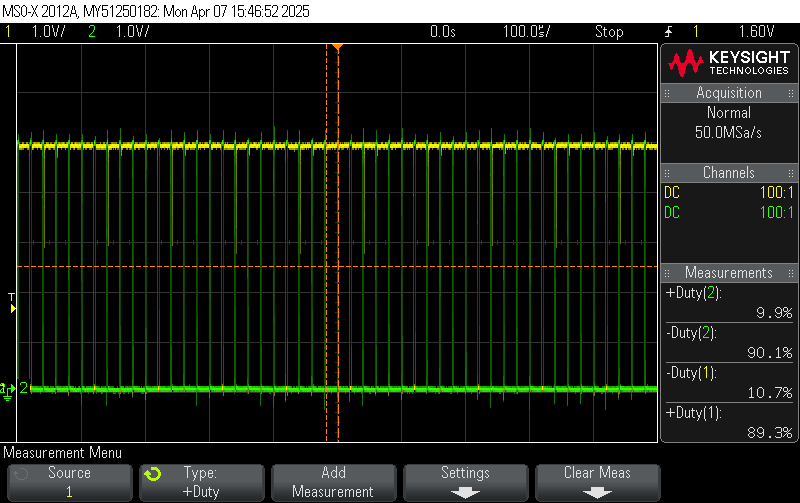 MSO-X 2012A, MY51250182: Mon Apr 07 15:46:52 2025
1 1.0V/ 2 1.0V/ 0.0s 100.0s/ Stop 1 1.60V
KEYSIGHT
TECHNOLOGIES
Acquisition
Normal
50.0MSa/s
Channels
DC 100:1
DC 100:1
Measurements
+Duty(2):
9.9%
-Duty(2):
90.1%
-Duty(1):
10.7%
+Duty(1):
89.3%
T
2
Measurement Menu
Source
1
Type:
+Duty
Add
Measurement
Settings
Clear Meas